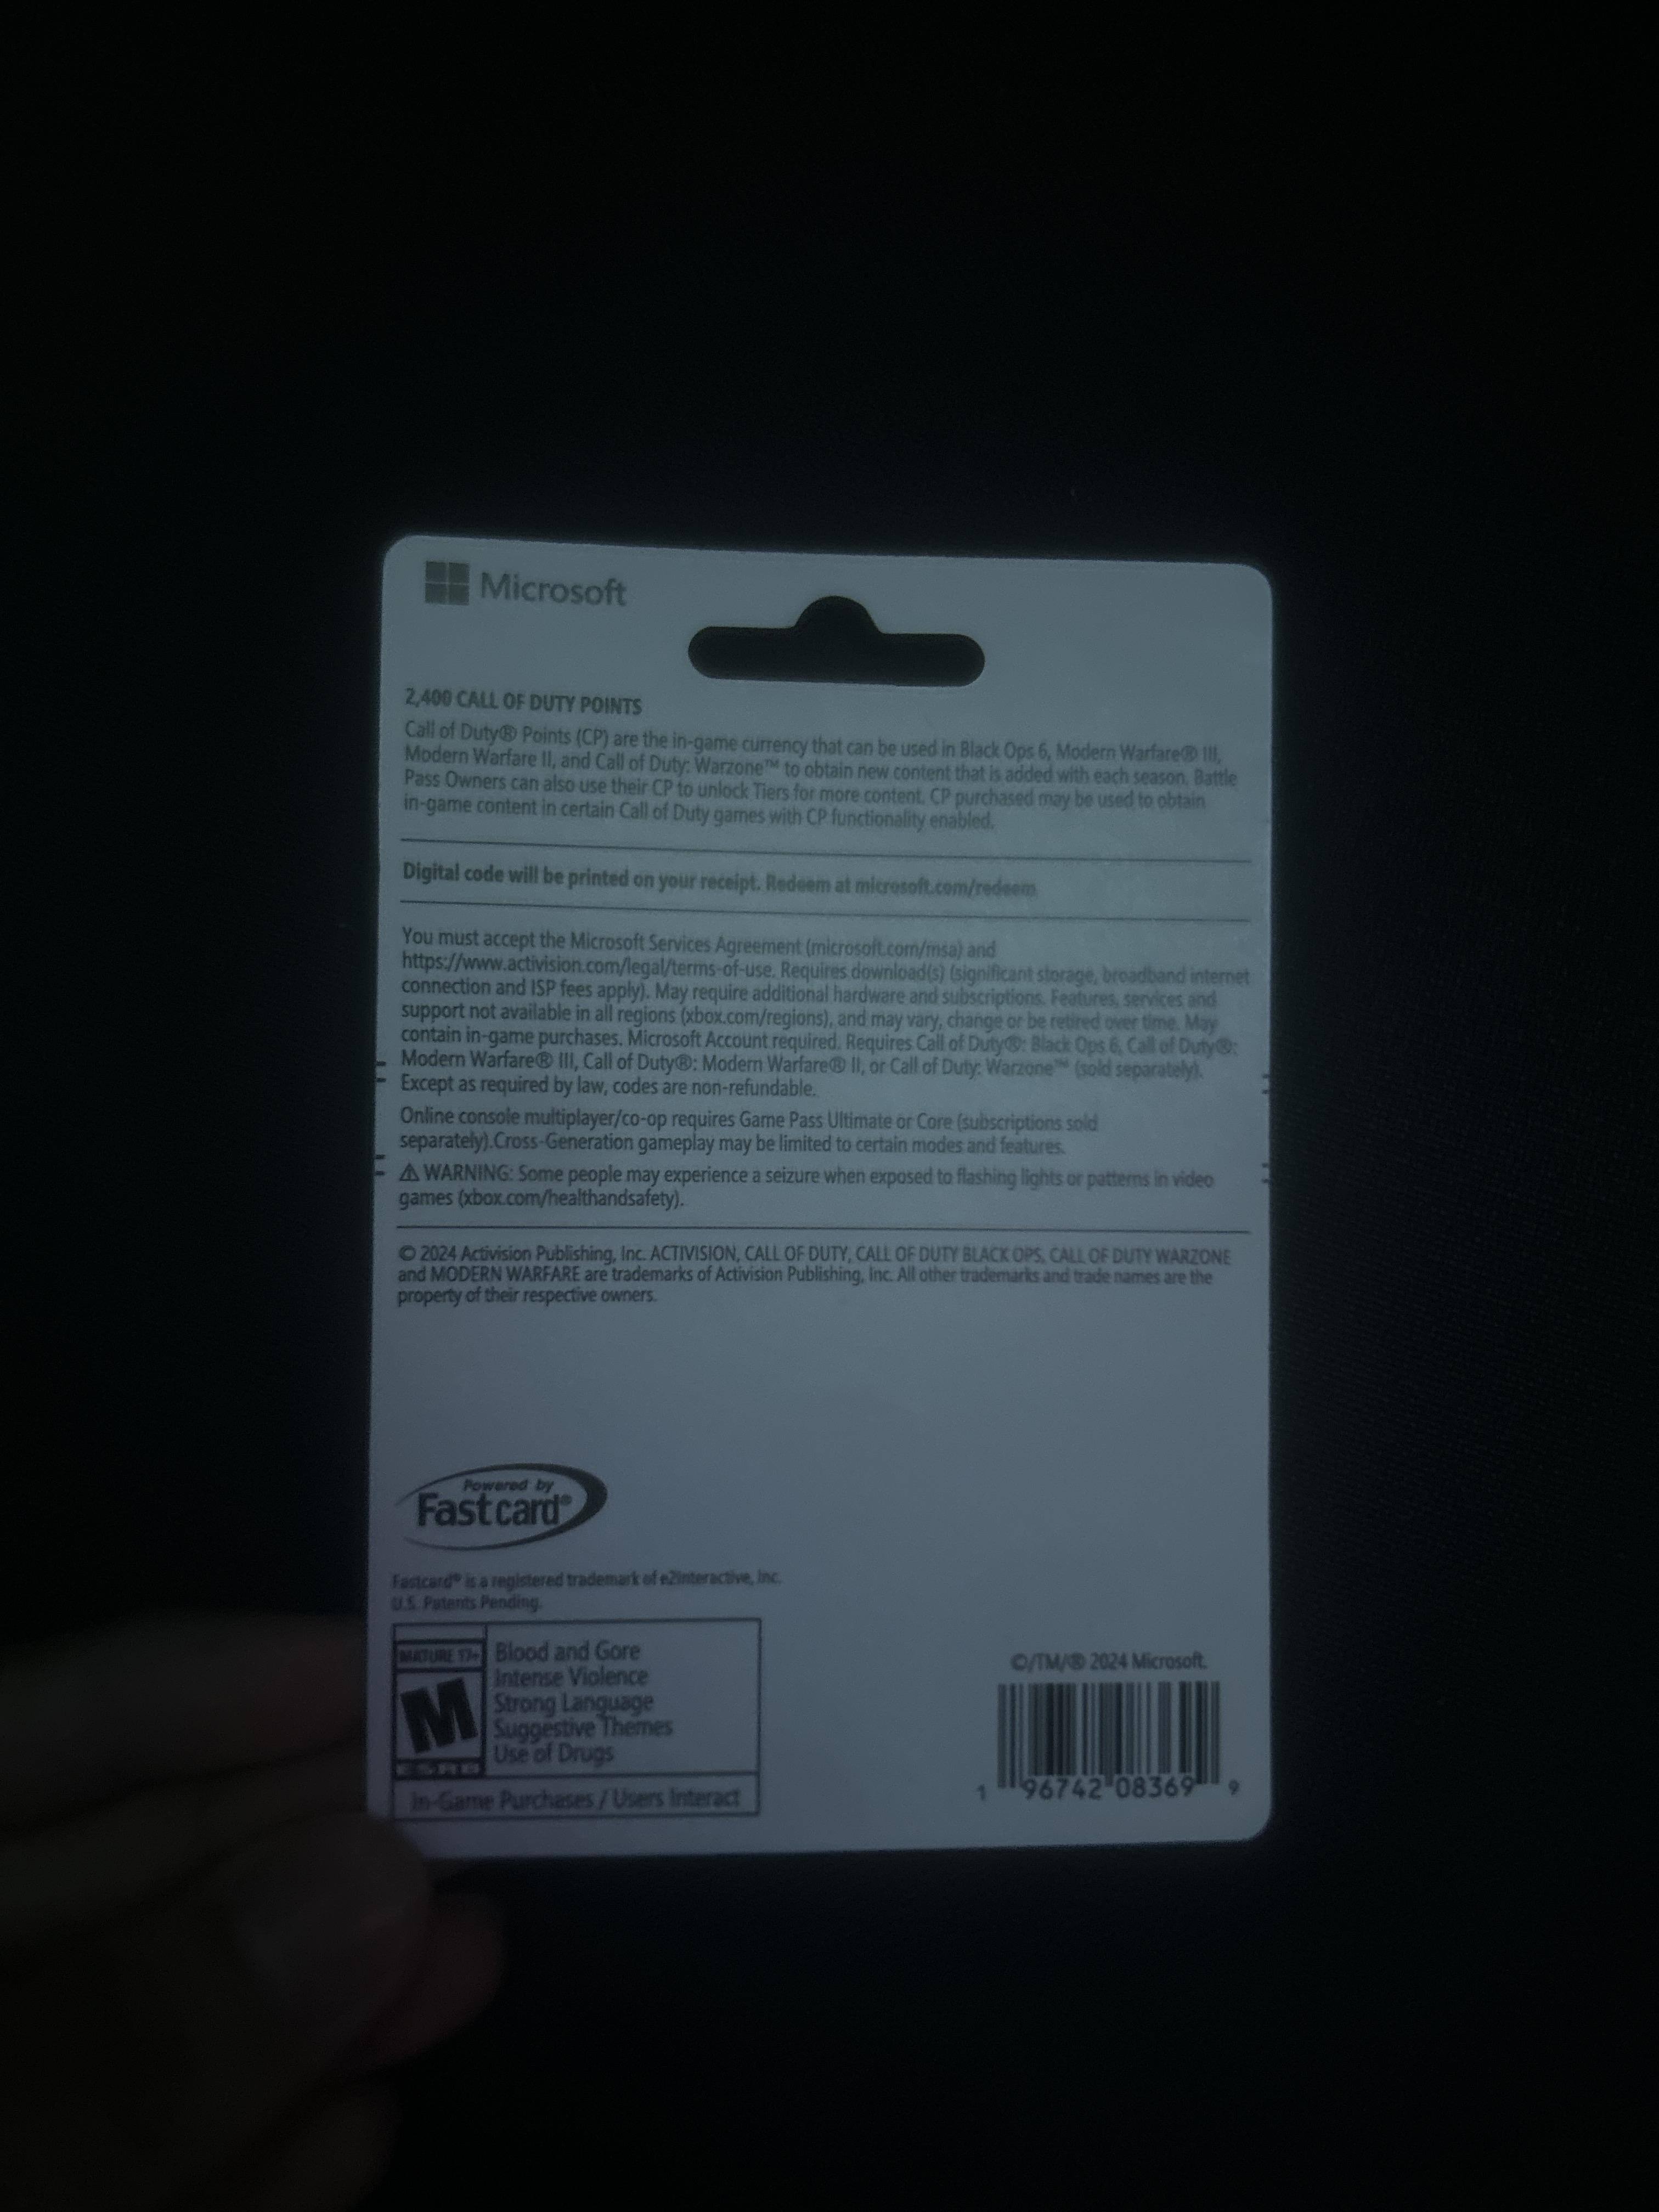 Microsoft
2,400 CALL OF DUTY POINTS
Call of Duty® Points (CP) are the in-game currency that can be used in Black Ops 6, Modern Warfare® III,
Modern Warfare II, and Call of Duty: Warzone™ to obtain new content that is added with each season. Battle
Pass Owners can also use their CP to unlock Tiers for more content. CP purchased may be used to obtain
in-game content in certain Call of Duty games with CP functionality enabled.
Digital code will be printed on your receipt. Redeem at microsoft.com/redeem
You must accept the Microsoft Services Agreement (microsoft.com/msa) and
https://www.activision.com/legal/terms-of-use. Requires download(s) (significant storage, broadband internet
connection and ISP fees apply). May require additional hardware and subscriptions. Features, services and
support not available in all regions (xbox.com/regions), and may vary, change or be retired over time. May
contain in-game purchases. Microsoft Account required. Requires Call of Duty®: Black Ops 6, Call of Duty®:
Modern Warfare® III, Call of Duty®: Modern Warfare® II, or Call of Duty: Warzone™ (sold separately).
Except as required by law, codes are non-refundable.
Online console multiplayer/co-op requires Game Pass Ultimate or Core (subscriptions sold
separately).Cross-Generation gameplay may be limited to certain modes and features.
⚠ WARNING: Some people may experience a seizure when exposed to flashing lights or patterns in video
games (xbox.com/healthandsafety).
© 2024 Activision Publishing, Inc. ACTIVISION, CALL OF DUTY, CALL OF DUTY BLACK OPS, CALL OF DUTY WARZONE
and MODERN WARFARE are trademarks of Activision Publishing, Inc. All other trademarks and trade names are the
property of their respective owners.
Powered by
Fastcard®
Fastcard® is a registered trademark of e2interactive, Inc.
U.S. Patents Pending.
MATURE 17+
M
ESRB
Blood and Gore
Intense Violence
Strong Language
Suggestive Themes
Use of Drugs
In-Game Purchases / Users Interact
©/TM/® 2024 Microsoft.
1 96742 08369 9